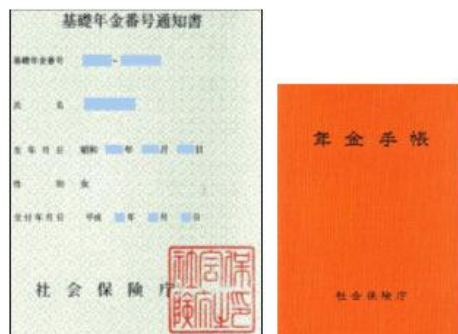 基礎年金番号通知書
基礎年金番号 -
氏 名
生年月日 昭和 年 月 日
性 別 女
交付年月日 平成 年 月 日
社会保険庁
年金手帳
社会保険庁